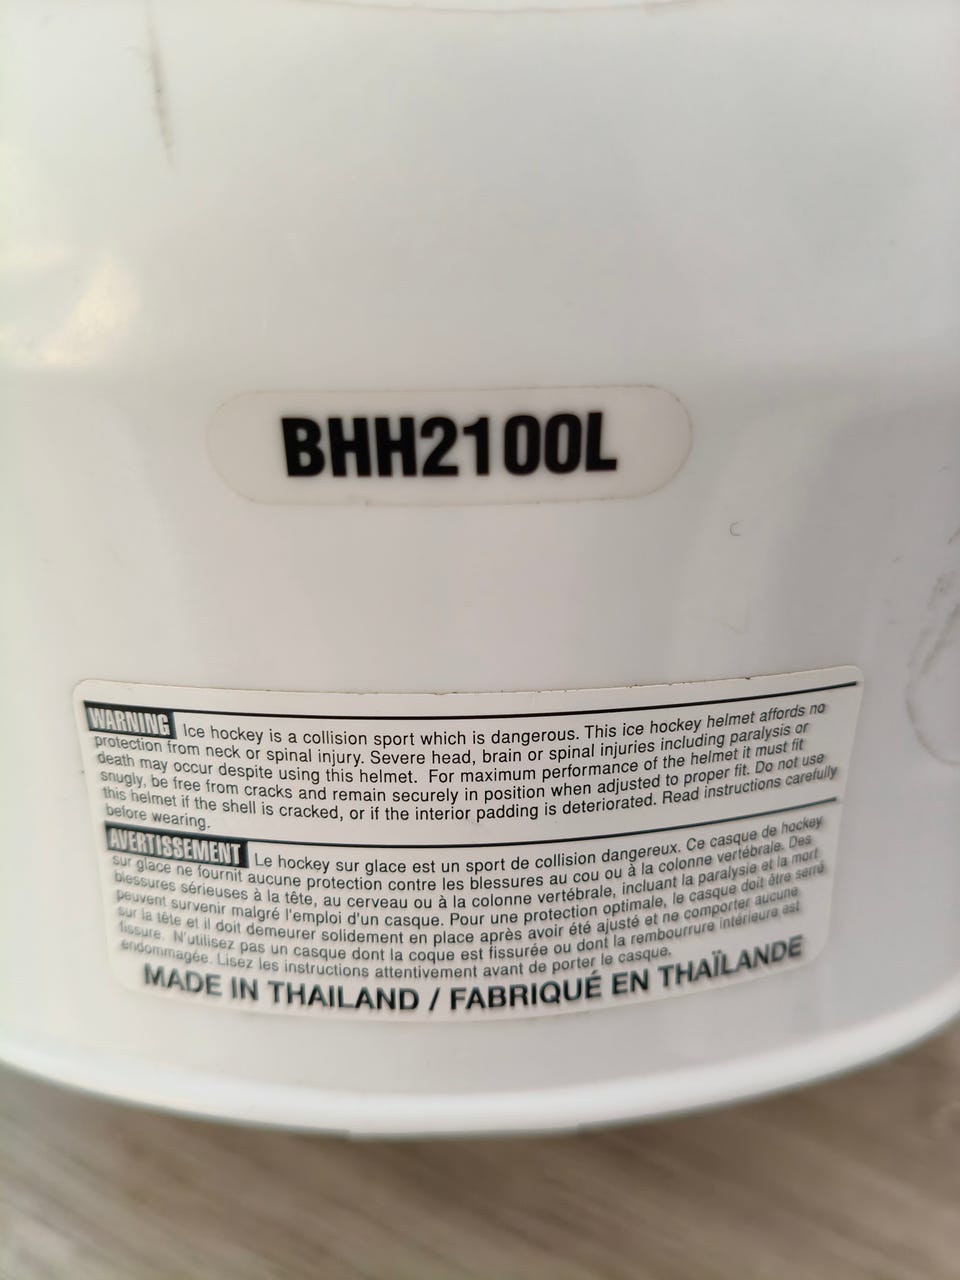 BHH2100L
WARNING Ice hockey is a collision sport which is dangerous. This ice hockey helmet affords no
protection from neck or spinal injury. Severe head, brain or spinal injuries including paralysis or
death may occur despite using this helmet. For maximum performance of the helmet it must fit
snugly, be free from cracks and remain securely in position when adjusted to proper fit. Do not use
this helmet if the shell is cracked, or if the interior padding is deteriorated. Read instructions carefully
before wearing.
AVERTISSEMENT Le hockey sur glace est un sport de collision dangereux. Ce casque de hockey
sur glace ne fournit aucune protection contre les blessures au cou ou à la colonne vertébrale. Des
blessures sérieuses à la tête, au cerveau ou à la colonne vertébrale, incluant la paralysie et la mort
peuvent survenir malgré l'emploi d'un casque. Pour une protection optimale, le casque doit être serré
sur la tête et il doit demeurer solidement en place après avoir été ajusté et ne comporter aucune
fissure. N'utilisez pas un casque dont la coque est fissurée ou dont la rembourrure intérieure est
endommagée. Lisez les instructions attentivement avant de porter le casque.
MADE IN THAILAND / FABRIQUÉ EN THAÏLANDE